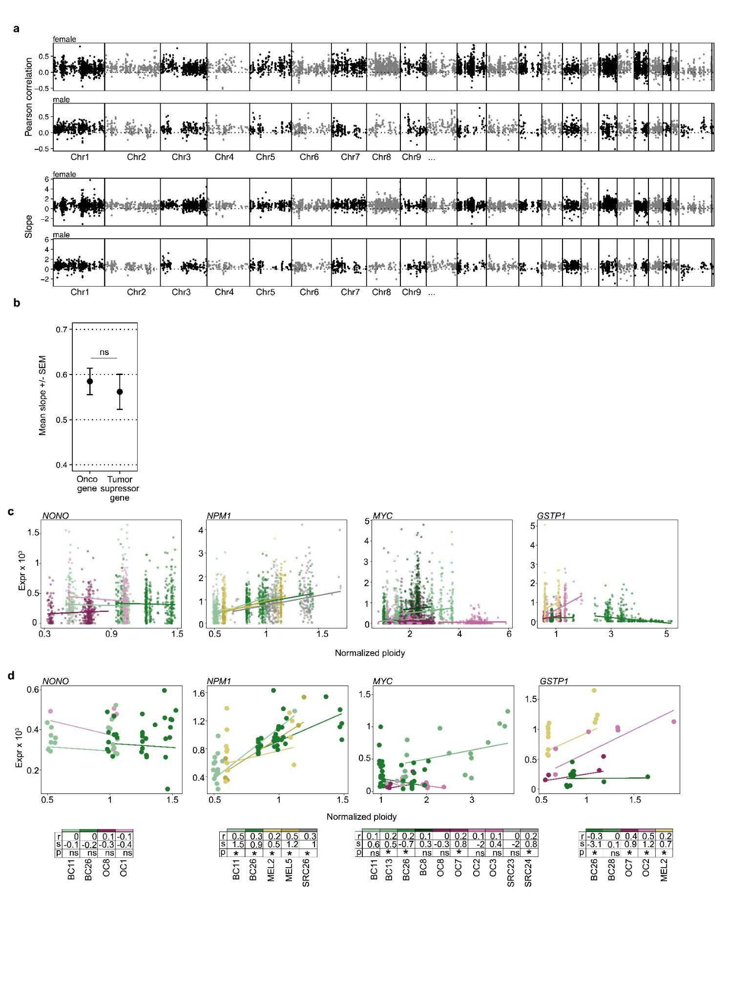 a
female
0.5
0.0
−0.5
male
0.5
0.0
−0.5
Pearson correlation
Chr1 Chr2 Chr3 Chr4 Chr5 Chr6 Chr7 Chr8 Chr9 ...
female
6
4
2
0
−2
male
6
4
2
0
−2
Slope
Chr1 Chr2 Chr3 Chr4 Chr5 Chr6 Chr7 Chr8 Chr9 ...
b
0.7
0.6
0.5
0.4
Mean slope +/- SEM
ns
Onco gene
Tumor supressor gene
c
NONO NPM1 MYC GSTP1
Expr x 10³
1.5
1
0.5
0
0.3 0.9 1.5
4
3
2
1
0
0.5 1 1.5
5
4
3
2
1
0
2 4 6
5
4
3
2
1
0
1 3 5
Normalized ploidy
d
NONO NPM1 MYC GSTP1
Expr x 10³
0.6
0.4
0.2
0.5 1 1.5
1.6
1.2
0.8
0.4
0.5 1 1.5
1.5
1
0.5
0
1 2 3
1.5
1
0.5
0
0.5 1 1.5
Normalized ploidy
r 0 0 0.1 -0.1
s -0.1 -0.2 -0.3 -0.4
p ns ns ns ns
BC11 BC26 OC8 OC1
r 0.5 0.3 0.2 0.5 0.3
s 1.5 0.9 0.5 1.2 1
p * * * * *
BC11 BC26 MEL2 MEL5 SRC26
r 0.1 0.2 0.2 0.1 0 0.2 0.1 0.1 0 0.2
s 0.6 0.5 -0.7 0.3 -0.3 0.8 -2 0.4 -2 0.8
p ns * * ns ns * ns ns ns *
BC11 BC13 BC26 BC8 OC8 OC7 OC2 OC3 SRC23 SRC24
r -0.3 0 0.4 0.5 0.2
s -3.1 0.1 0.9 1.2 0.7
p * ns * * *
BC26 BC28 OC7 OC2 MEL2